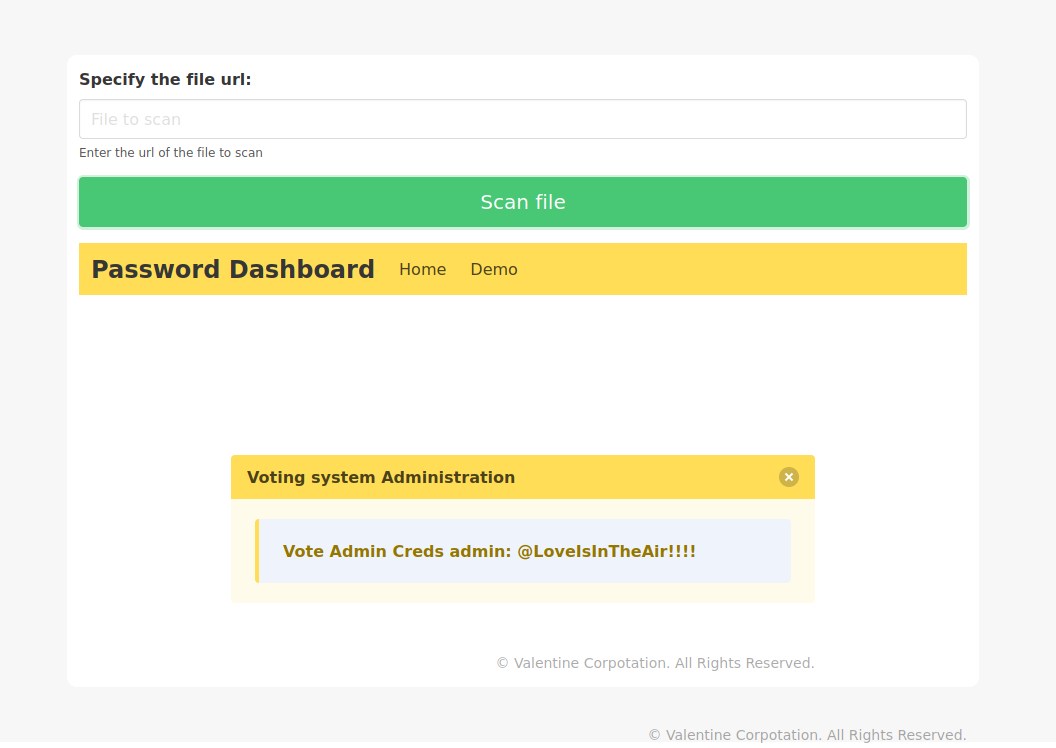 Specify the file url:
File to scan
Enter the url of the file to scan
Scan file
Password Dashboard Home Demo
Voting system Administration
Vote Admin Creds admin: @LoveIsInTheAir!!!!
© Valentine Corpotation. All Rights Reserved.
© Valentine Corpotation. All Rights Reserved.